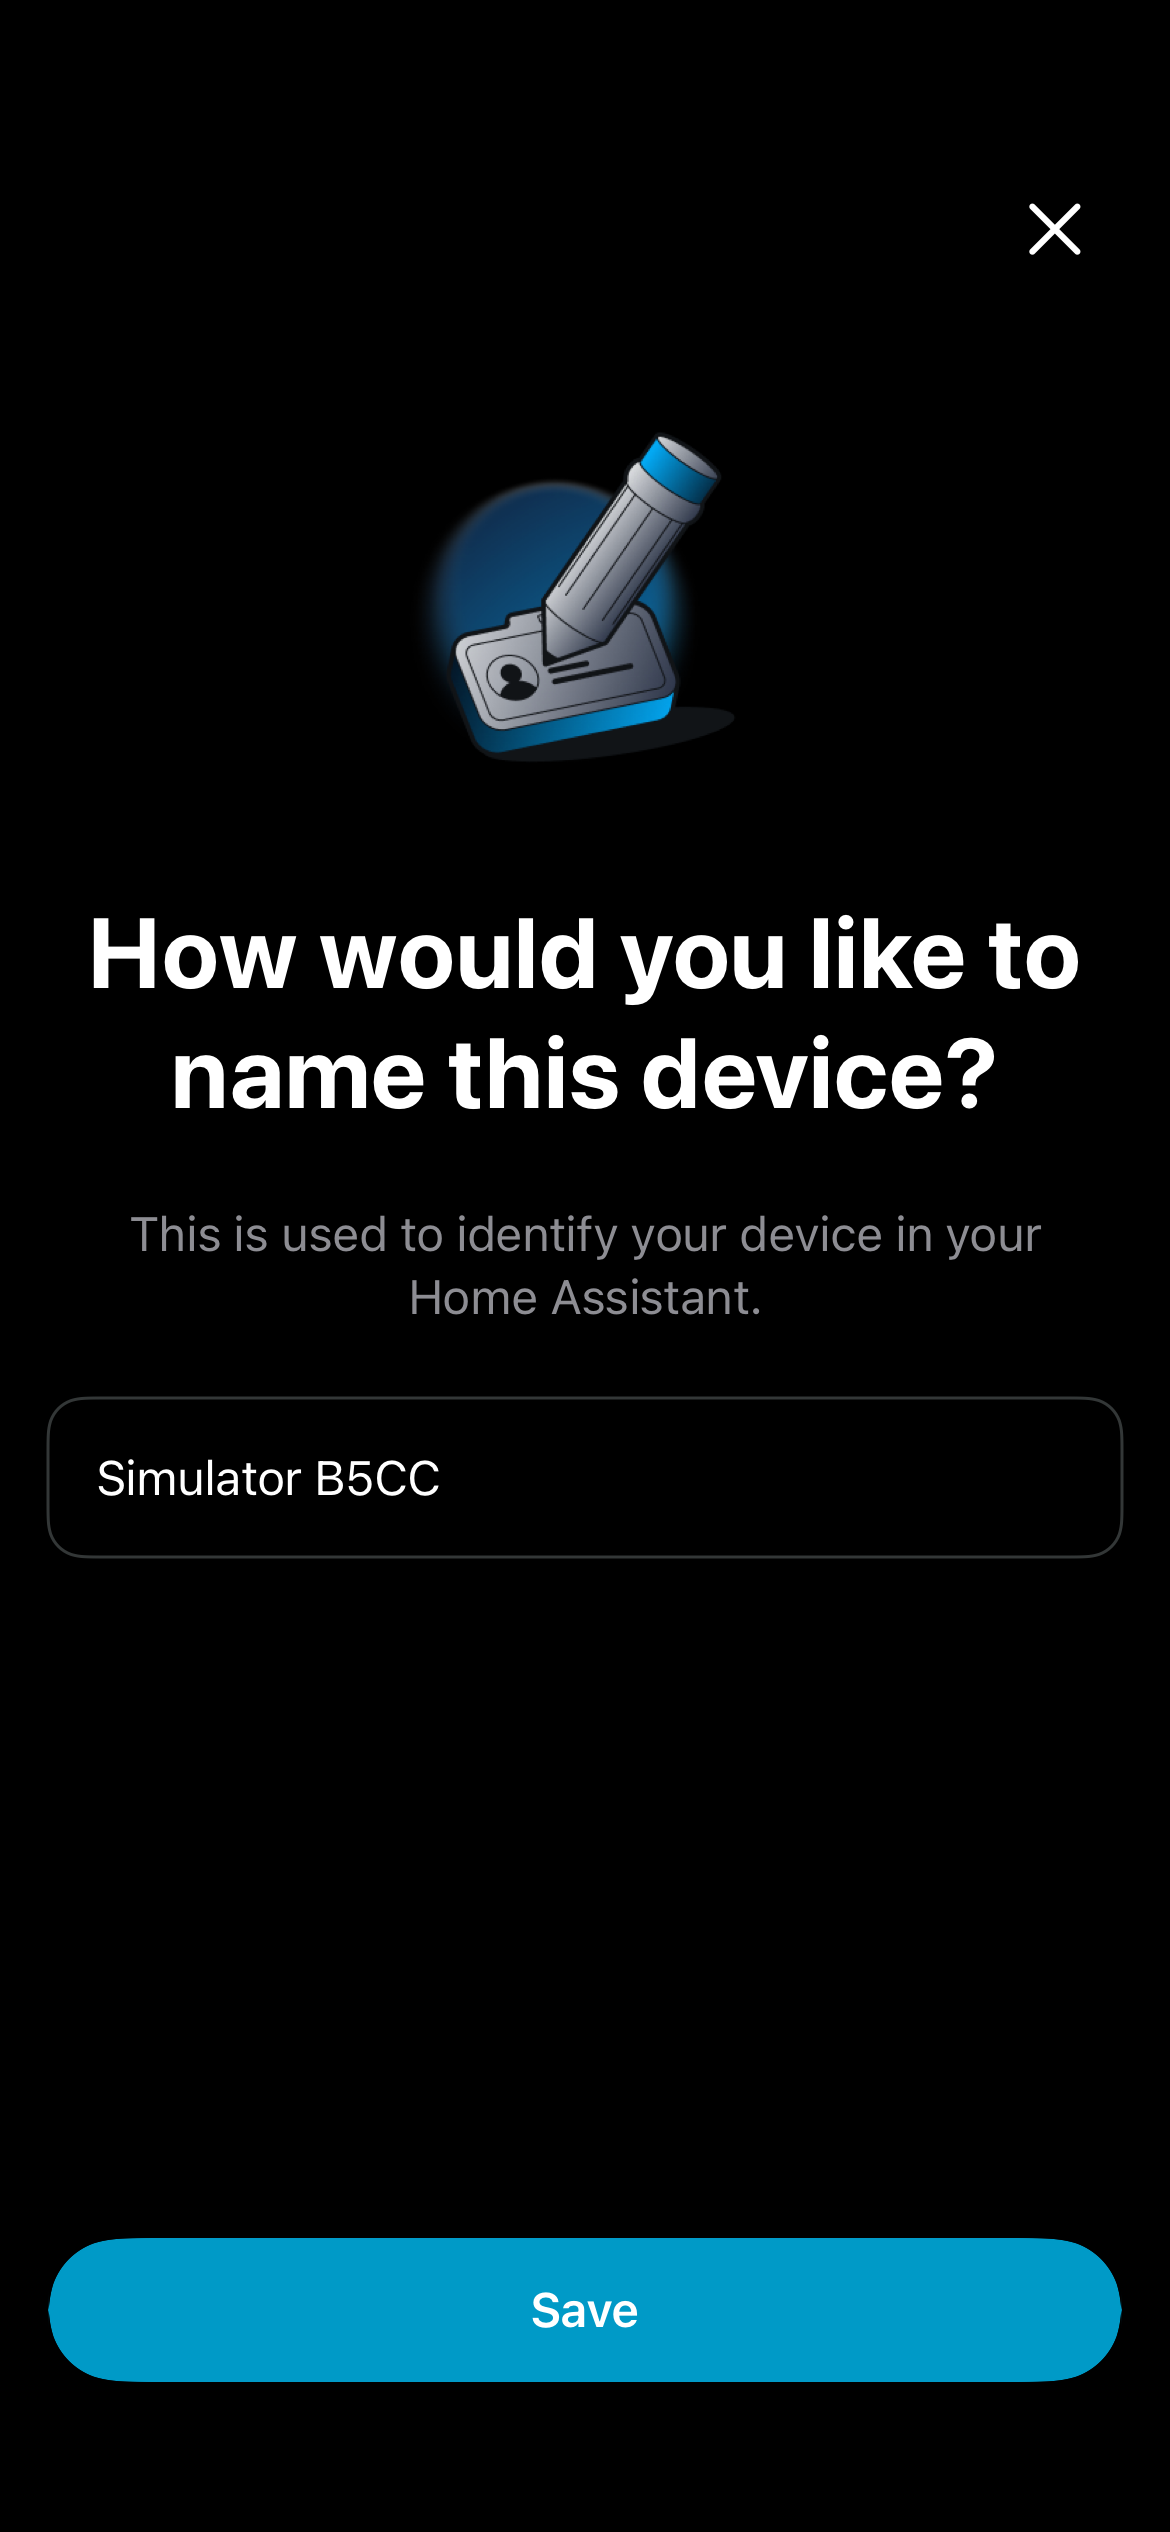 How would you like to
name this device?
This is used to identify your device in your
Home Assistant.
Simulator B5CC
Save